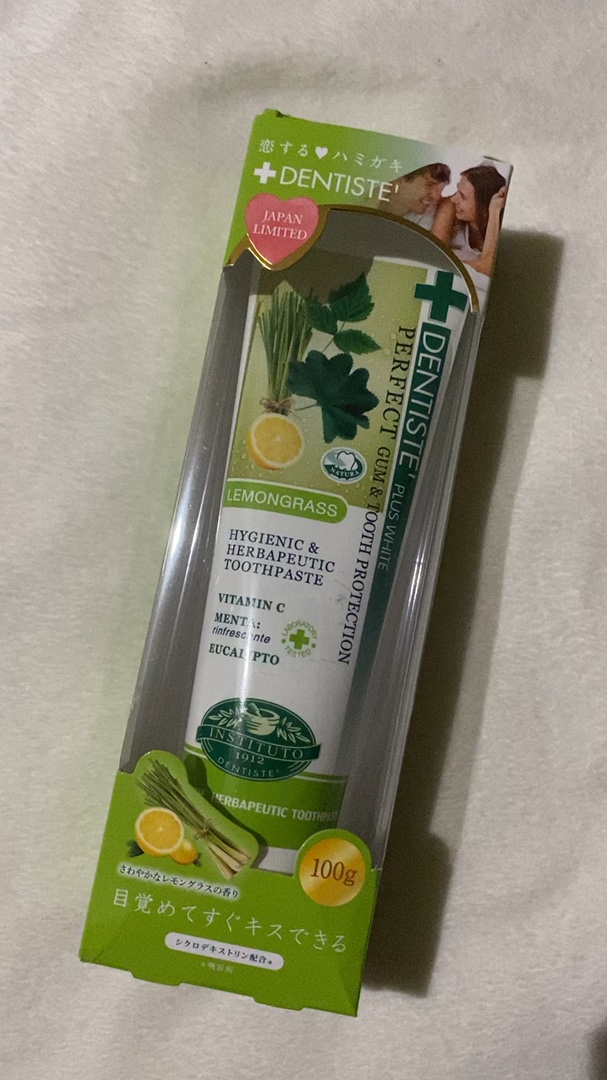 恋する♥ハミガキ
DENTISTE'
JAPAN
LIMITED
DENTISTE' PLUS WHITE
PERFECT GUM & TOOTH PROTECTION
NATURA
LEMONGRASS
HYGIENIC &
HERBAPEUTIC
TOOTHPASTE
VITAMIN C
MENTA:
rinfrescante
EUCALIPTO
LABORATORY
TESTED
INSTITUTO
1912
DENTISTE'
HERBAPEUTIC
100g
さわやかなレモングラスの香り
目覚めてすぐキスできる
シクロデキストリン配合※